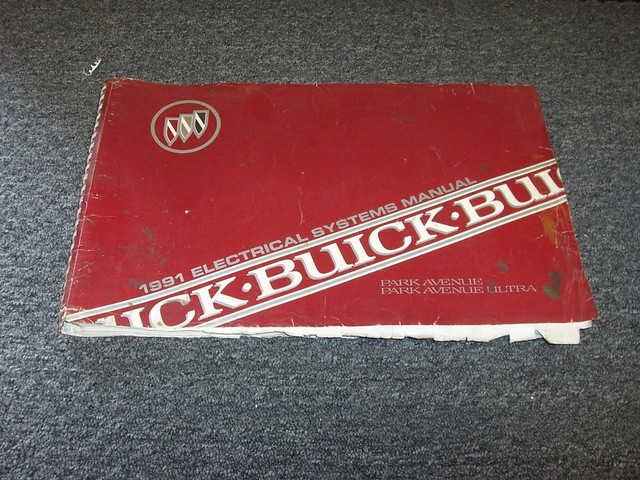 1991 ELECTRICAL SYSTEMS MANUAL
UICK·BUICK·BUIC
PARK AVENUE
PARK AVENUE ULTRA